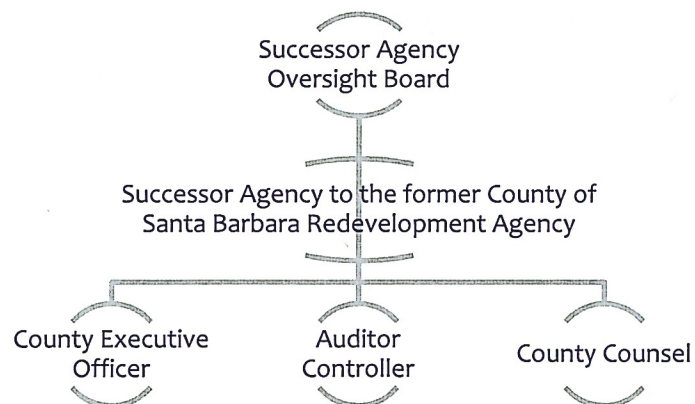 Successor Agency
Oversight Board
Successor Agency to the former County of
Santa Barbara Redevelopment Agency
County Executive
Officer
Auditor
Controller
County Counsel